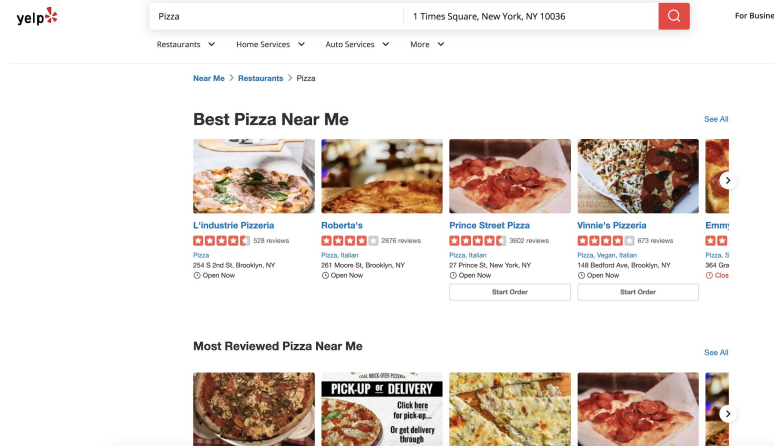 yelp
Pizza
1 Times Square, New York, NY 10036
For Busine
Restaurants
Home Services
Auto Services
More
Near Me > Restaurants > Pizza
Best Pizza Near Me
See All
L'industrie Pizzeria
528 reviews
Pizza
254 S 2nd St, Brooklyn, NY
Open Now
Roberta's
2876 reviews
Pizza, Italian
261 Moore St, Brooklyn, NY
Open Now
Prince Street Pizza
3602 reviews
Pizza, Italian
27 Prince St, New York, NY
Open Now
Start Order
Vinnie's Pizzeria
673 reviews
Pizza, Vegan, Italian
148 Bedford Ave, Brooklyn, NY
Open Now
Start Order
Emmy
Pizza, S
364 Gra
Clos
Most Reviewed Pizza Near Me
See All
COAL BRICK-OVEN PIZZERIA
PICK-UP or DELIVERY
Click here
for pick-up...
Or get delivery
through